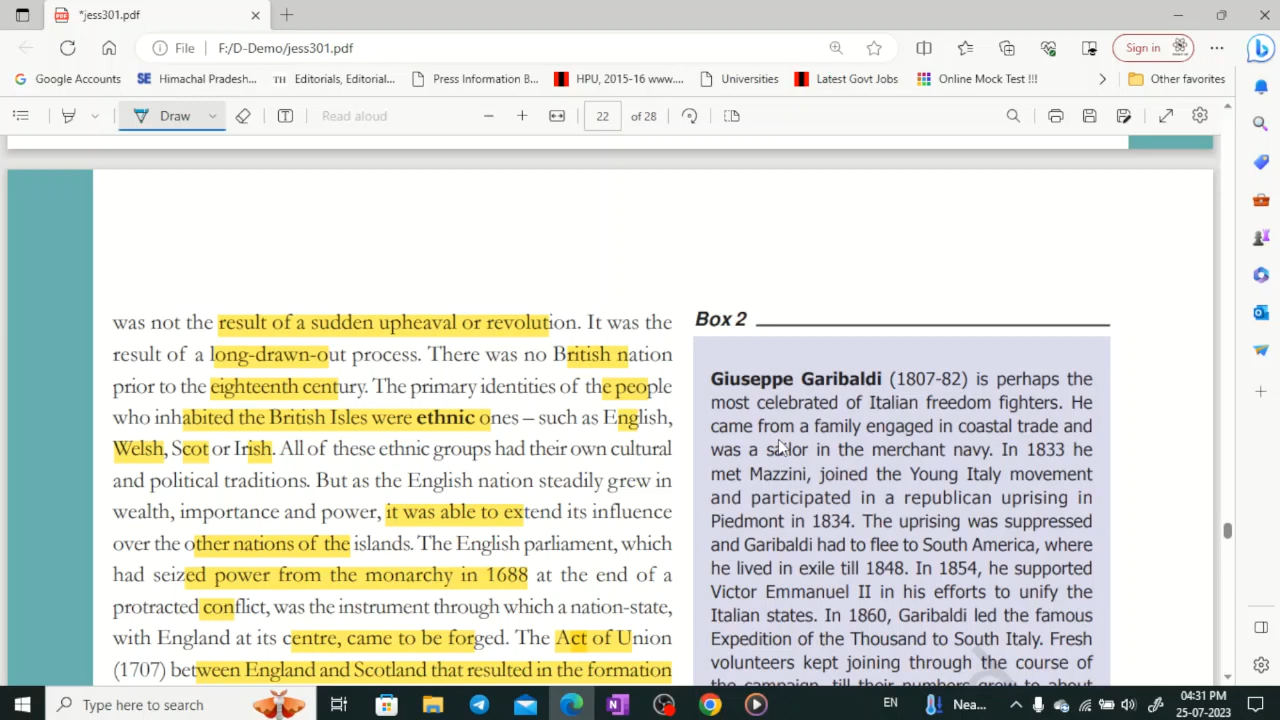 *jess301.pdf
File F:/D-Demo/jess301.pdf
Sign in
Google Accounts
SE Himachal Pradesh...
TH Editorials, Editorial...
Press Information B...
HPU, 2015-16 www....
Universities
Latest Govt Jobs
Online Mock Test !!!
Other favorites
Draw
Read aloud
22 of 28
was not the result of a sudden upheaval or revolution. It was the
result of a long-drawn-out process. There was no British nation
prior to the eighteenth century. The primary identities of the people
who inhabited the British Isles were ethnic ones – such as English,
Welsh, Scot or Irish. All of these ethnic groups had their own cultural
and political traditions. But as the English nation steadily grew in
wealth, importance and power, it was able to extend its influence
over the other nations of the islands. The English parliament, which
had seized power from the monarchy in 1688 at the end of a
protracted conflict, was the instrument through which a nation-state,
with England at its centre, came to be forged. The Act of Union
(1707) between England and Scotland that resulted in the formation
Box 2
Giuseppe Garibaldi (1807-82) is perhaps the
most celebrated of Italian freedom fighters. He
came from a family engaged in coastal trade and
was a sailor in the merchant navy. In 1833 he
met Mazzini, joined the Young Italy movement
and participated in a republican uprising in
Piedmont in 1834. The uprising was suppressed
and Garibaldi had to flee to South America, where
he lived in exile till 1848. In 1854, he supported
Victor Emmanuel II in his efforts to unify the
Italian states. In 1860, Garibaldi led the famous
Expedition of the Thousand to South Italy. Fresh
volunteers kept joining through the course of
the campaign, till their numbers grew to about
Type here to search
EN
Nea...
04:31 PM
25-07-2023